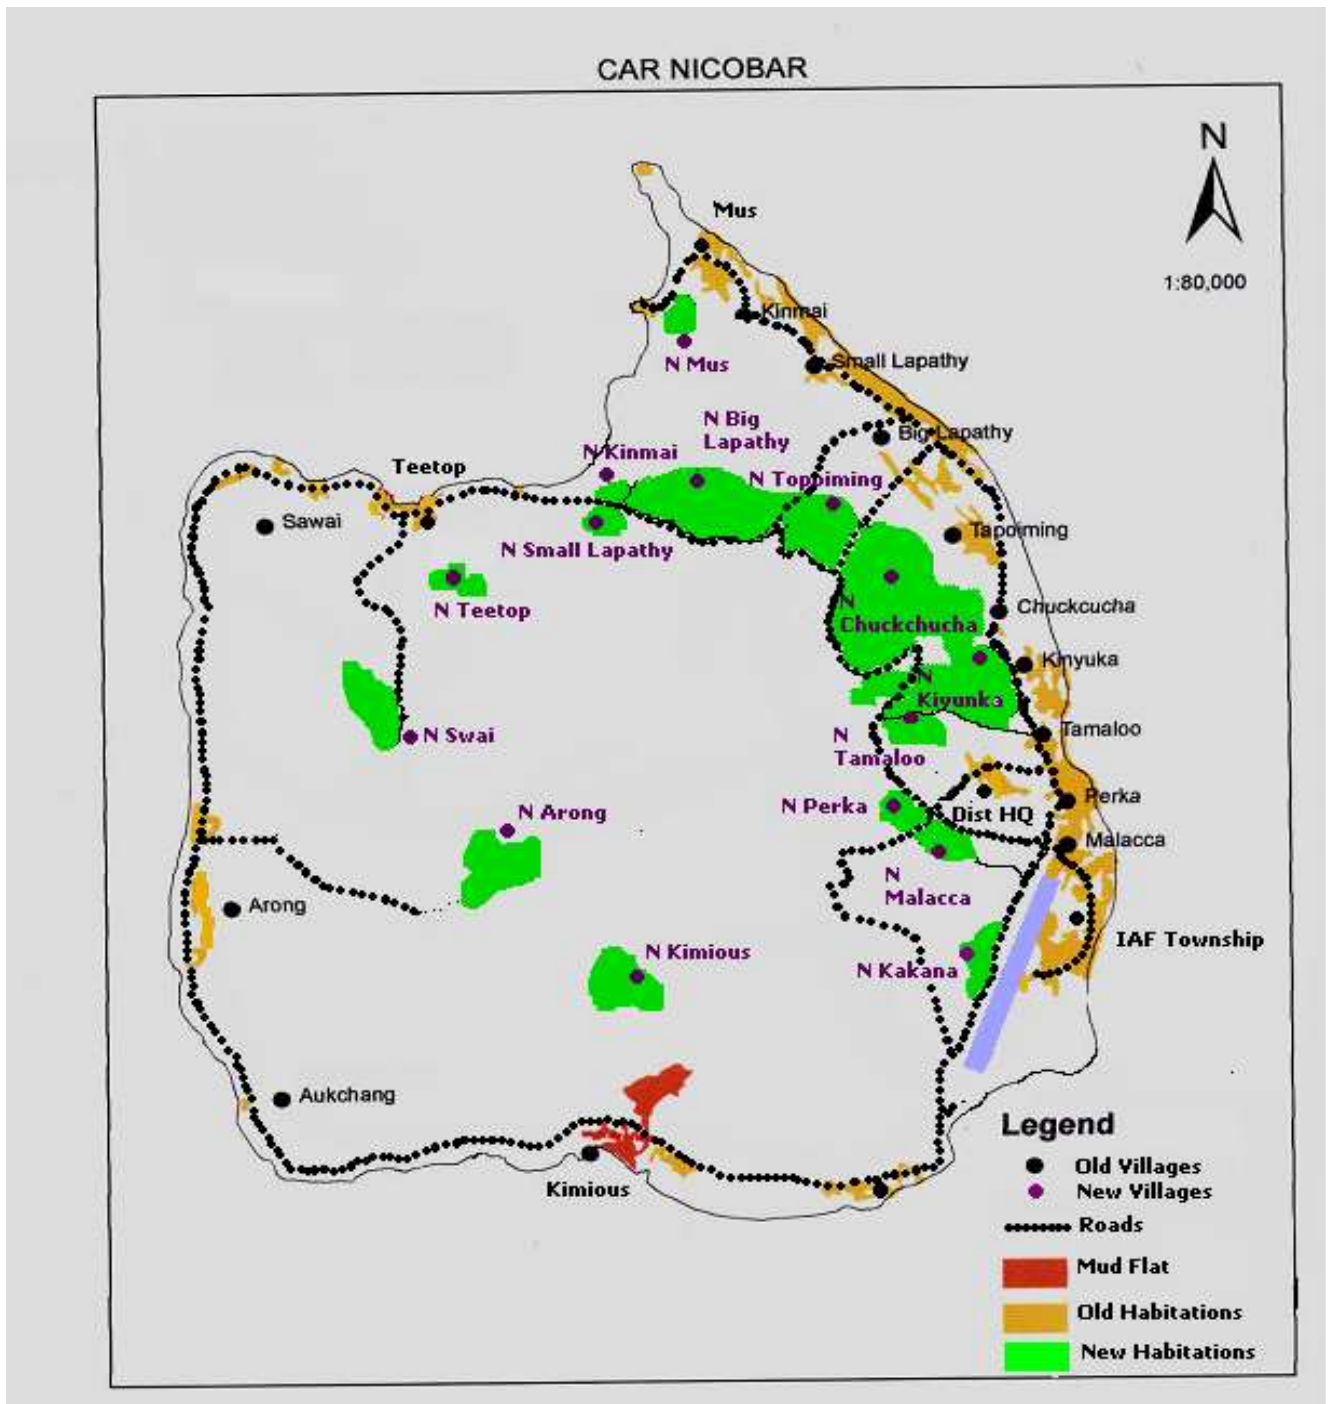 CAR NICOBAR
N
1:80,000
Mus
Kinmai
Small Lapathy
N Mus
N Big
Lapathy
Big Lapathy
N Kinmai
Teetop
N Toppiming
Sawai
Tapoiming
N Small Lapathy
N Teetop
N
Chuckchucha
Chuckcucha
Kinyuka
N
Kiyunka
N Swai
N
Tamaloo
Tamaloo
N Perka
Perka
N Arong
Dist HQ
Malacca
N
Malacca
Arong
IAF Township
N Kimious
N Kakana
Aukchang
Kimious
Legend
Old Villages
New Villages
Roads
Mud Flat
Old Habitations
New Habitations